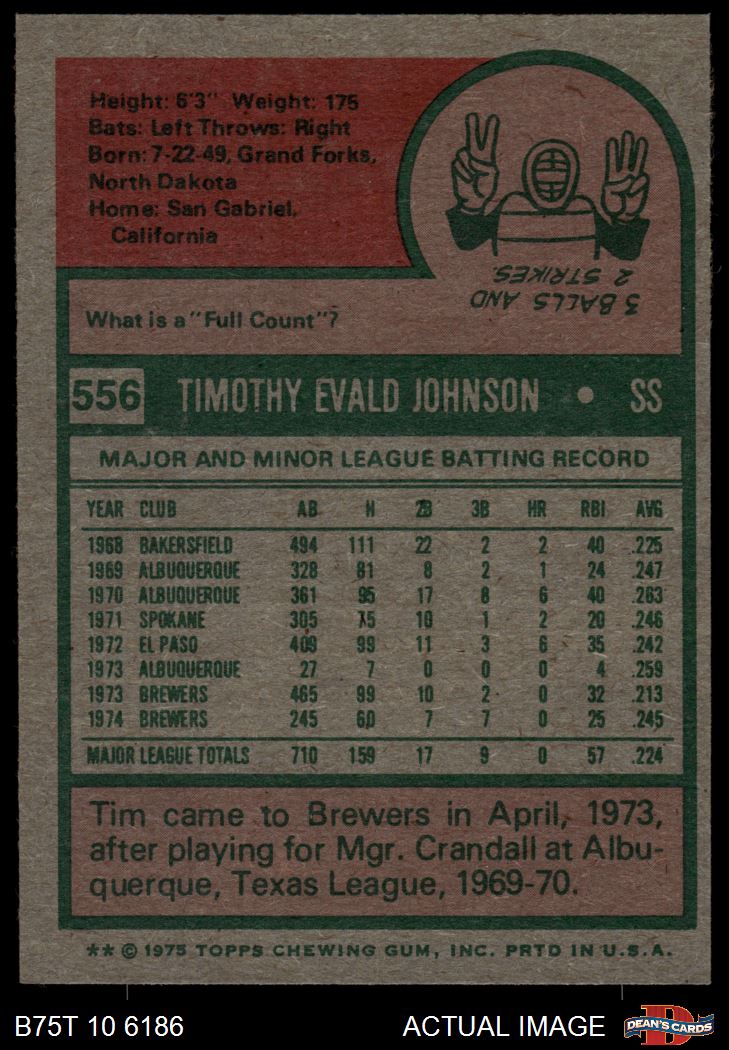 Height: 6'3" Weight: 175
Bats: Left Throws: Right
Born: 7-22-49, Grand Forks,
North Dakota
Home: San Gabriel,
California
3 BALLS AND
2 STRIKES.
What is a "Full Count"?
556 TIMOTHY EVALD JOHNSON • SS
MAJOR AND MINOR LEAGUE BATTING RECORD
YEAR CLUB AB H 2B 3B HR RBI AVG
1968 BAKERSFIELD 494 111 22 2 2 40 .225
1969 ALBUQUERQUE 328 81 8 2 1 24 .247
1970 ALBUQUERQUE 361 95 17 8 6 40 .263
1971 SPOKANE 305 75 10 1 2 20 .246
1972 EL PASO 409 99 11 3 6 35 .242
1973 ALBUQUERQUE 27 7 0 0 0 4 .259
1973 BREWERS 465 99 10 2 0 32 .213
1974 BREWERS 245 60 7 7 0 25 .245
MAJOR LEAGUE TOTALS 710 159 17 9 0 57 .224
Tim came to Brewers in April, 1973,
after playing for Mgr. Crandall at Albu-
querque, Texas League, 1969-70.
** © 1975 TOPPS CHEWING GUM, INC. PRTD IN U.S.A.
B75T 10 6186 ACTUAL IMAGE DEAN'S CARDS